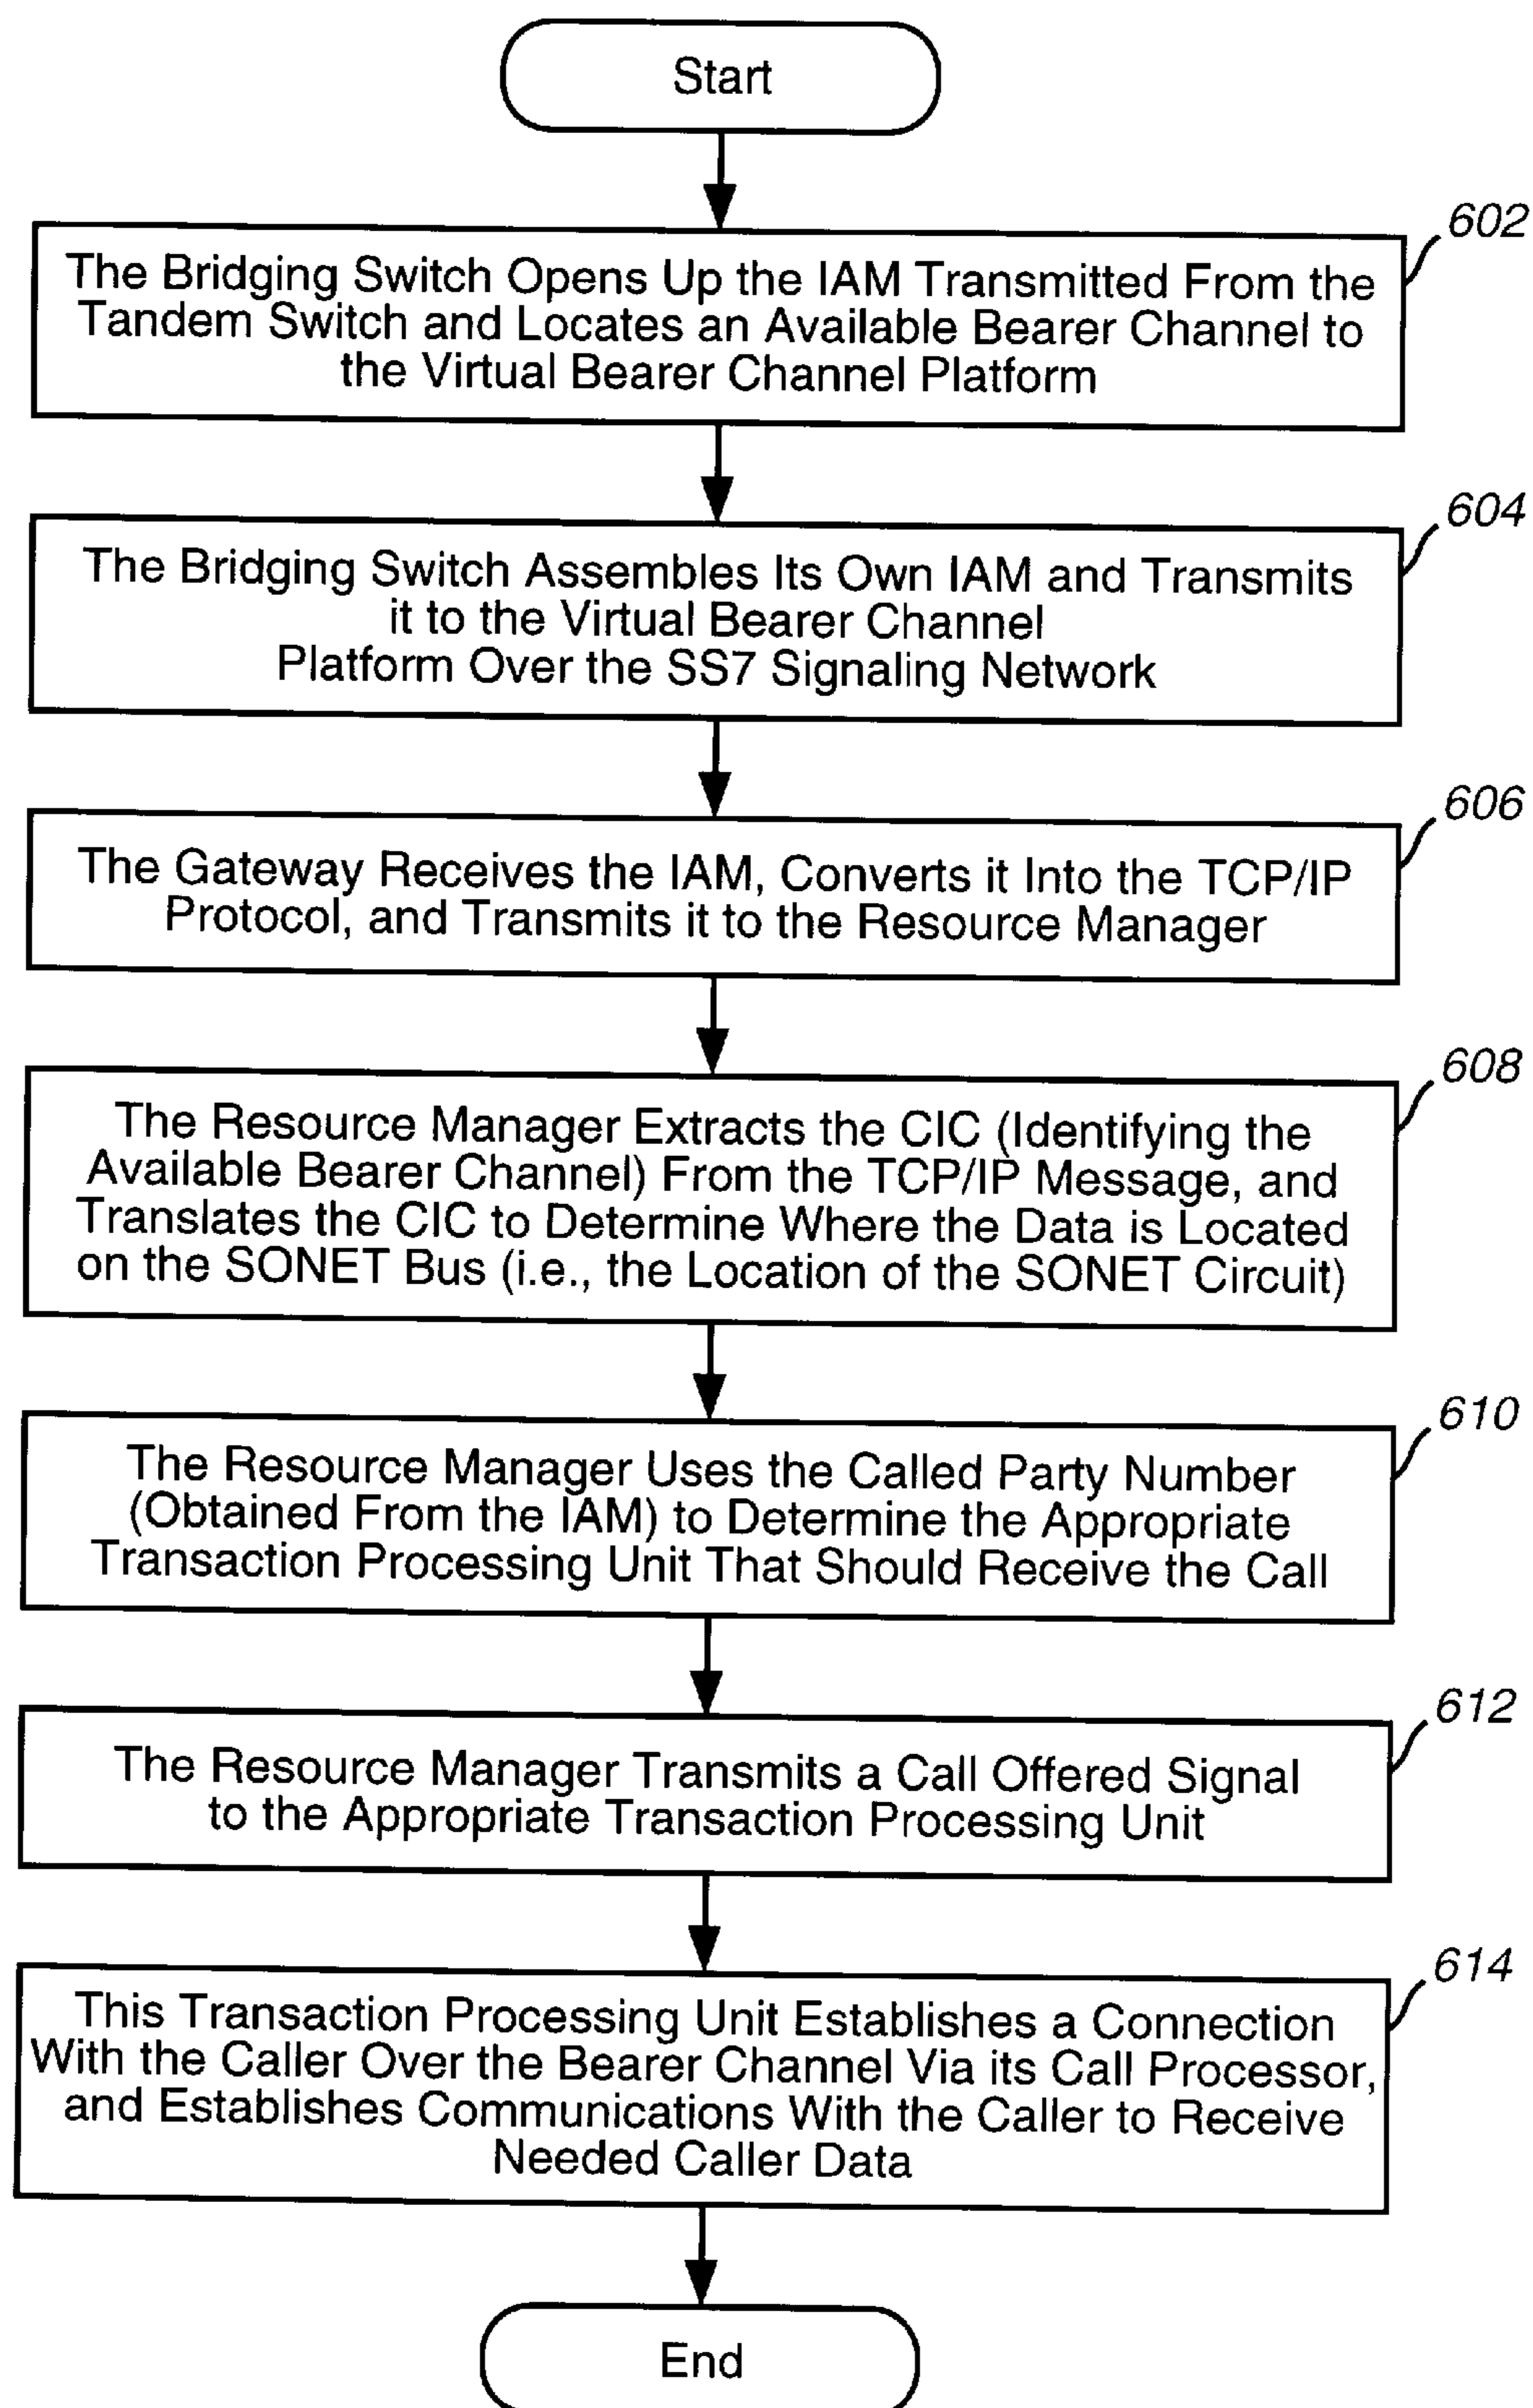 Start
602
The Bridging Switch Opens Up the IAM Transmitted From the
Tandem Switch and Locates an Available Bearer Channel to
the Virtual Bearer Channel Platform
604
The Bridging Switch Assembles Its Own IAM and Transmits
it to the Virtual Bearer Channel
Platform Over the SS7 Signaling Network
606
The Gateway Receives the IAM, Converts it Into the TCP/IP
Protocol, and Transmits it to the Resource Manager
608
The Resource Manager Extracts the CIC (Identifying the
Available Bearer Channel) From the TCP/IP Message, and
Translates the CIC to Determine Where the Data is Located
on the SONET Bus (i.e., the Location of the SONET Circuit)
610
The Resource Manager Uses the Called Party Number
(Obtained From the IAM) to Determine the Appropriate
Transaction Processing Unit That Should Receive the Call
612
The Resource Manager Transmits a Call Offered Signal
to the Appropriate Transaction Processing Unit
614
This Transaction Processing Unit Establishes a Connection
With the Caller Over the Bearer Channel Via its Call Processor,
and Establishes Communications With the Caller to Receive
Needed Caller Data
End